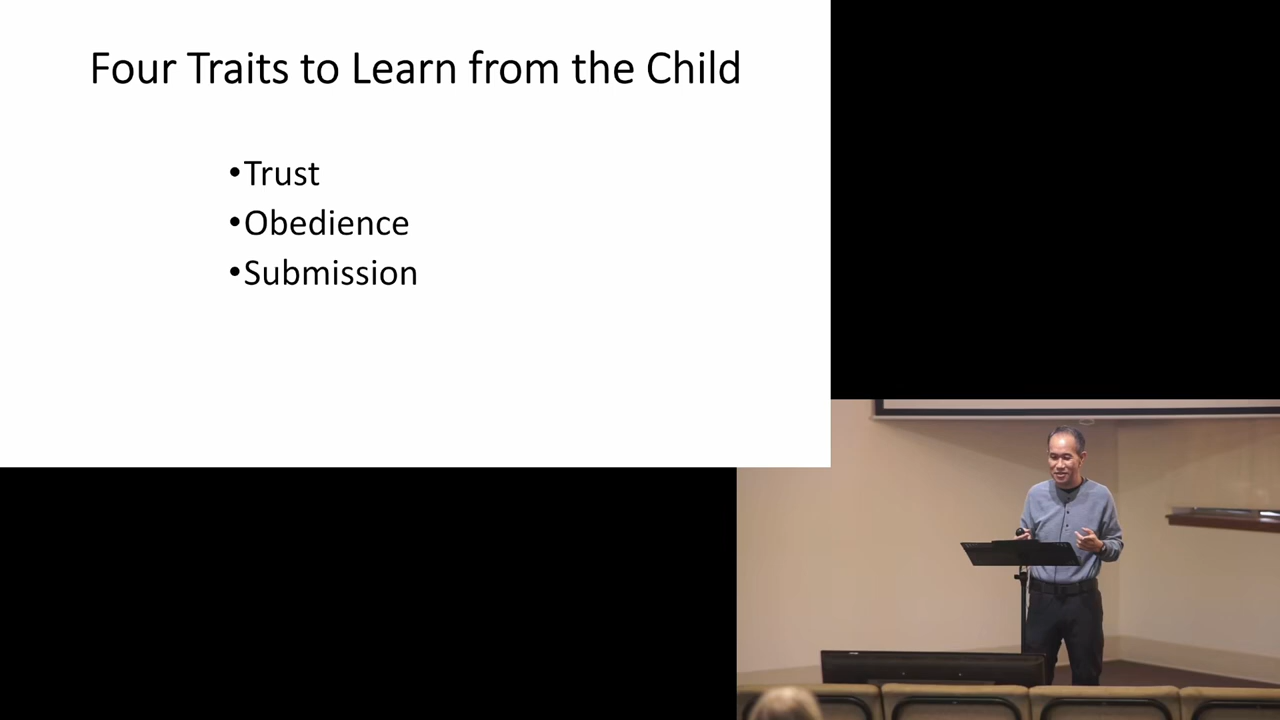 Four Traits to Learn from the Child
•Trust
•Obedience
•Submission